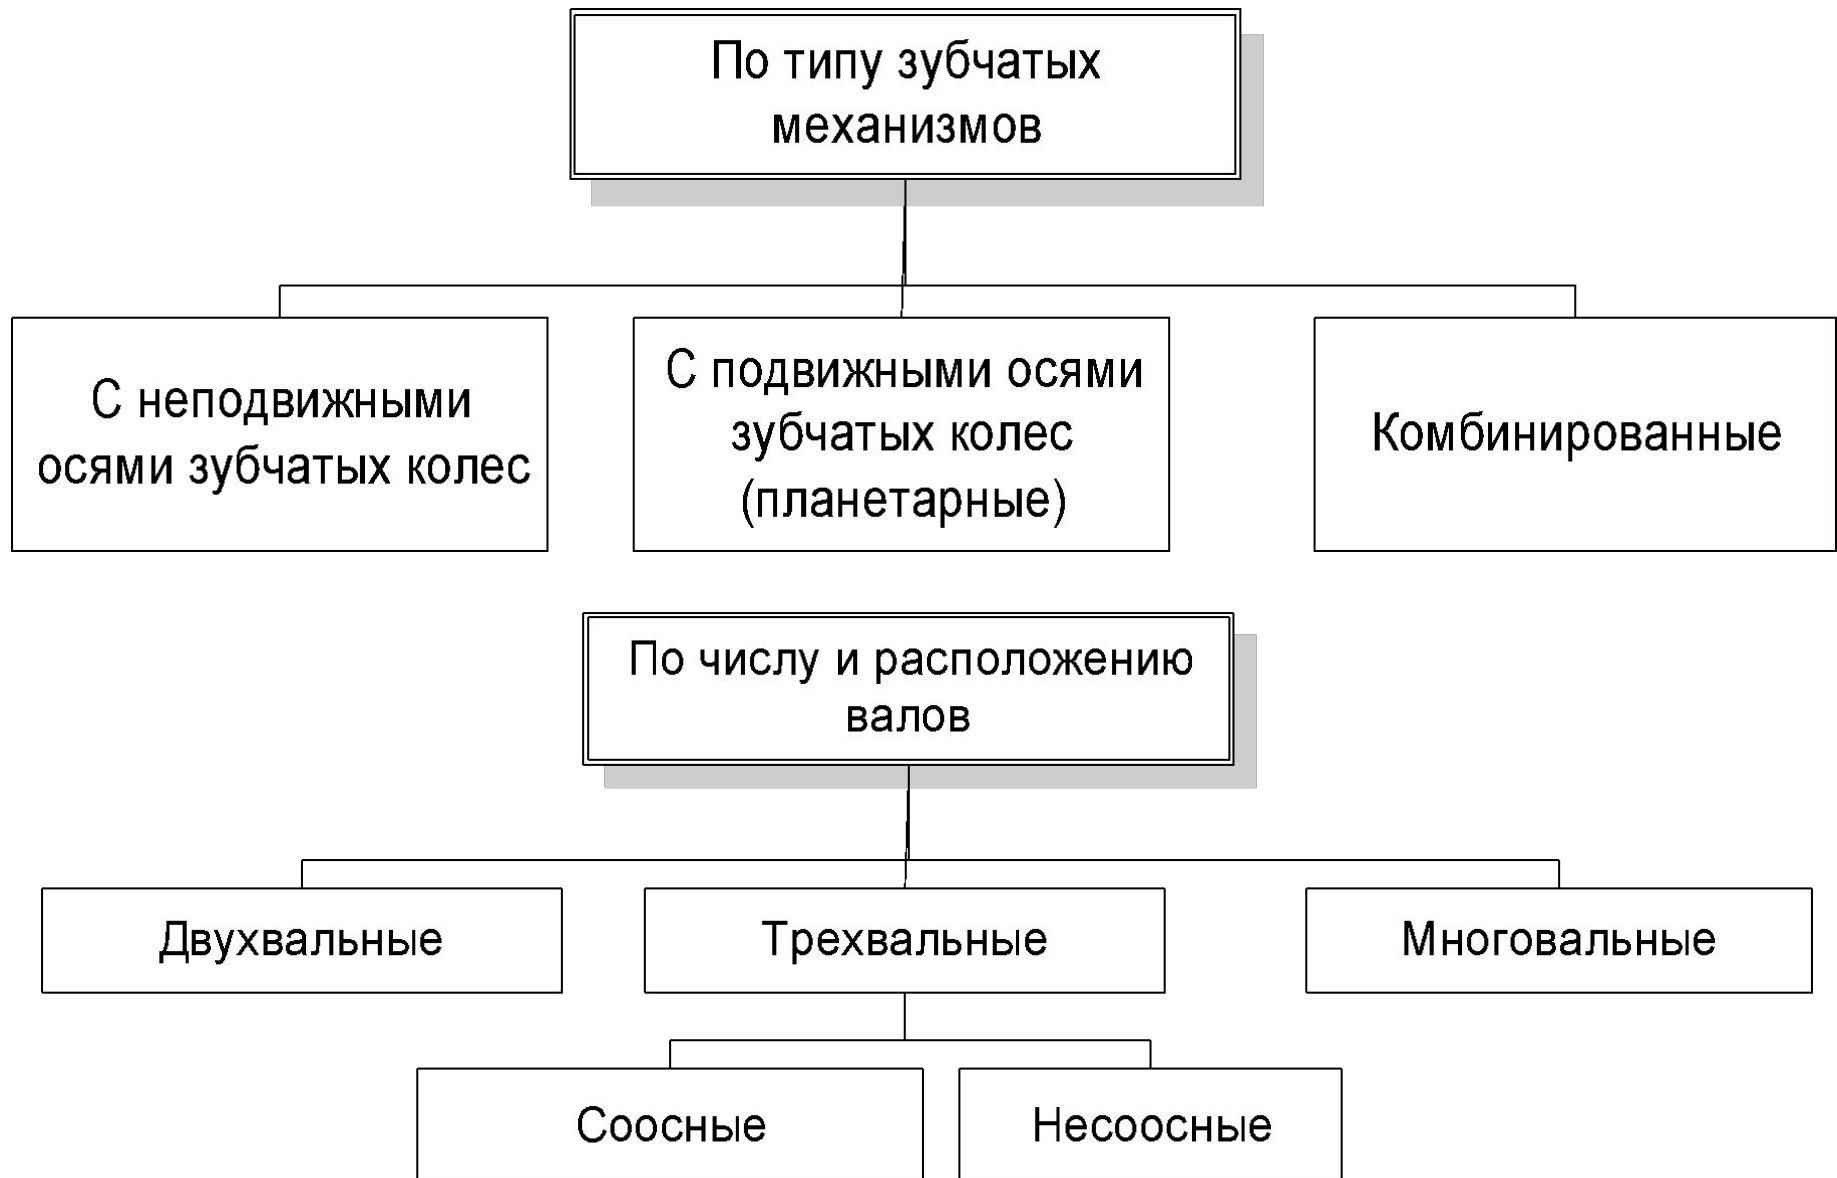 По типу зубчатых
механизмов
С неподвижными
осями зубчатых колес
С подвижными осями
зубчатых колес
(планетарные)
Комбинированные
По числу и расположению
валов
Двухвальные
Трехвальные
Многовальные
Соосные
Несоосные